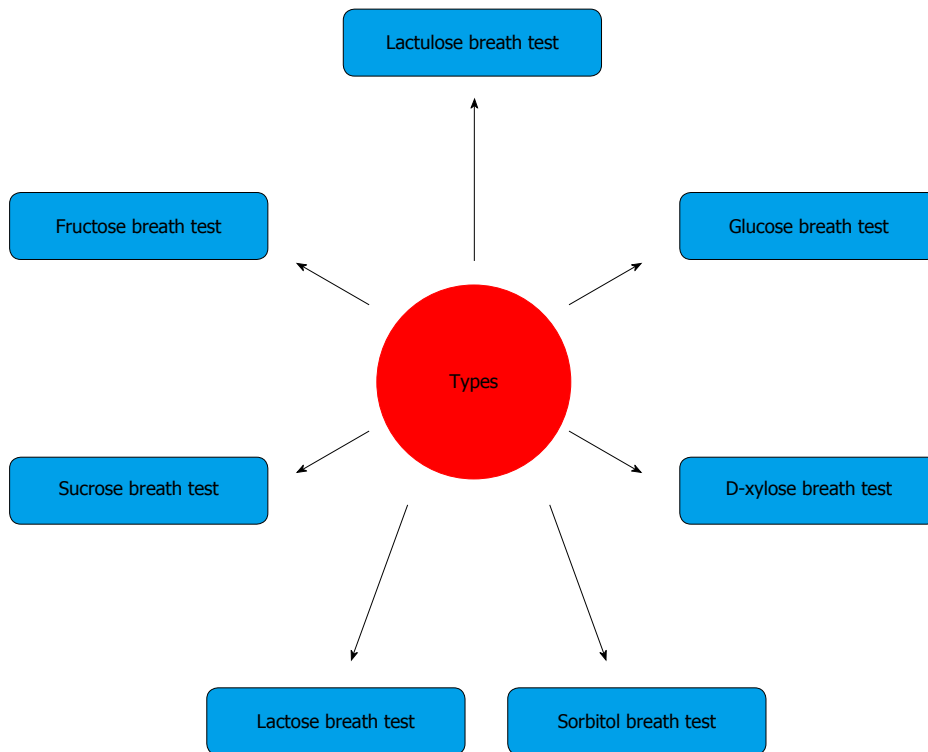 Lactulose breath test
Fructose breath test
Glucose breath test
Types
Sucrose breath test
D-xylose breath test
Lactose breath test
Sorbitol breath test